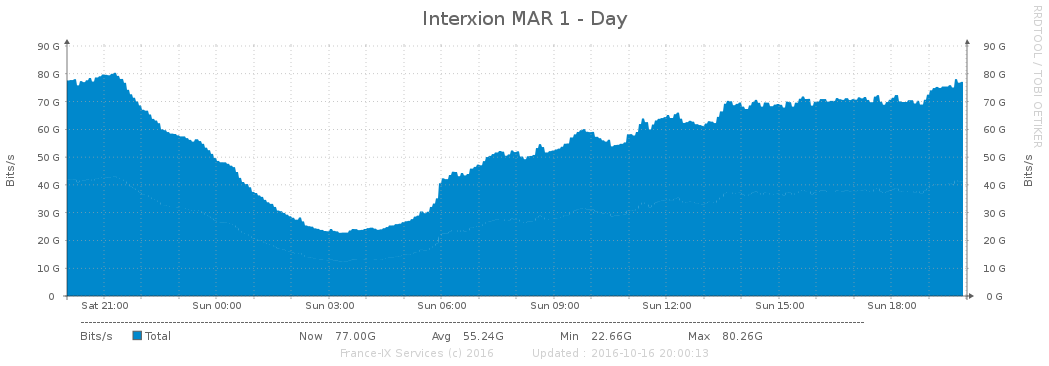 Interxion MAR 1 - Day
RRDTOOL / TOBI OETIKER
90 G 90 G
80 G 80 G
70 G 70 G
60 G 60 G
50 G 50 G
40 G 40 G
30 G 30 G
20 G 20 G
10 G 10 G
0 0 G
Bits/s
Bits/s
Sat 21:00 Sun 00:00 Sun 03:00 Sun 06:00 Sun 09:00 Sun 12:00 Sun 15:00 Sun 18:00
Bits/s Total Now 77.00G Avg 55.24G Min 22.66G Max 80.26G
France-IX Services (c) 2016 Updated : 2016-10-16 20:00:13